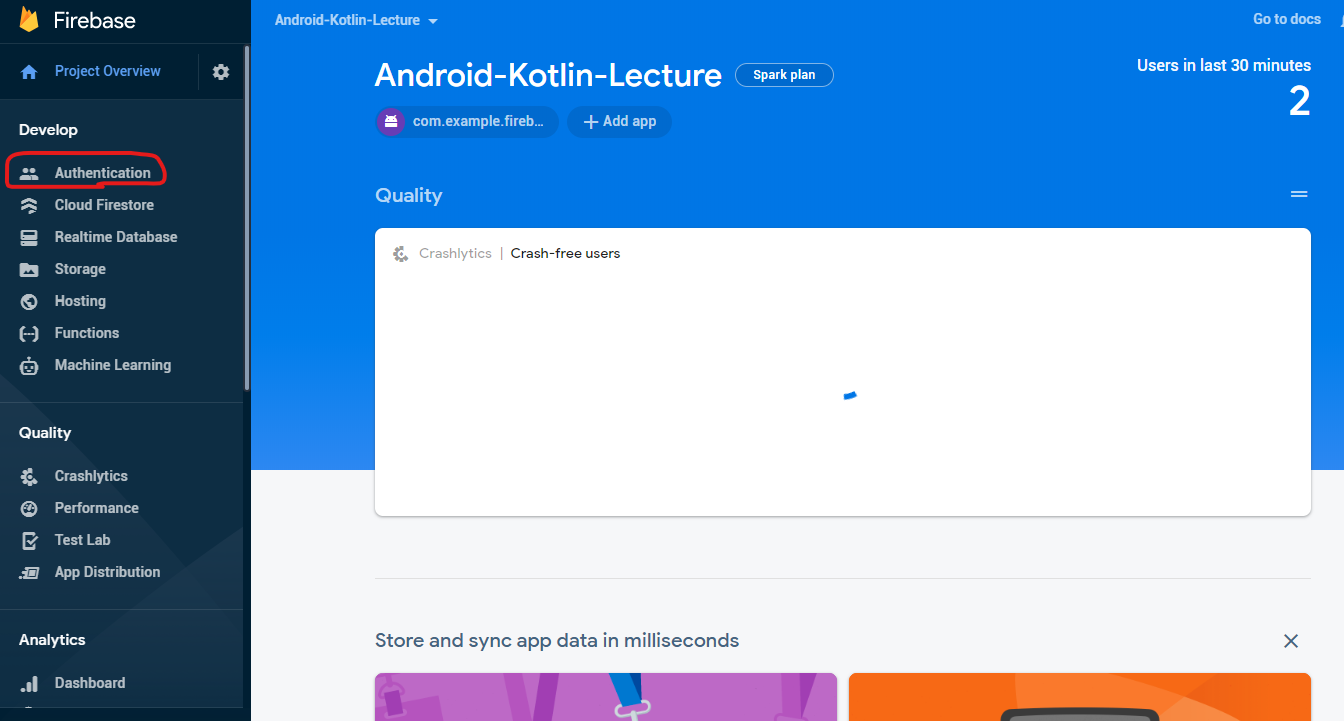 Firebase
Project Overview
Develop
Authentication
Cloud Firestore
Realtime Database
Storage
Hosting
Functions
Machine Learning
Quality
Crashlytics
Performance
Test Lab
App Distribution
Analytics
Dashboard
Android-Kotlin-Lecture
Go to docs
Android-Kotlin-Lecture
Spark plan
Users in last 30 minutes
2
com.example.fireb...
Add app
Quality
Crashlytics | Crash-free users
Store and sync app data in milliseconds